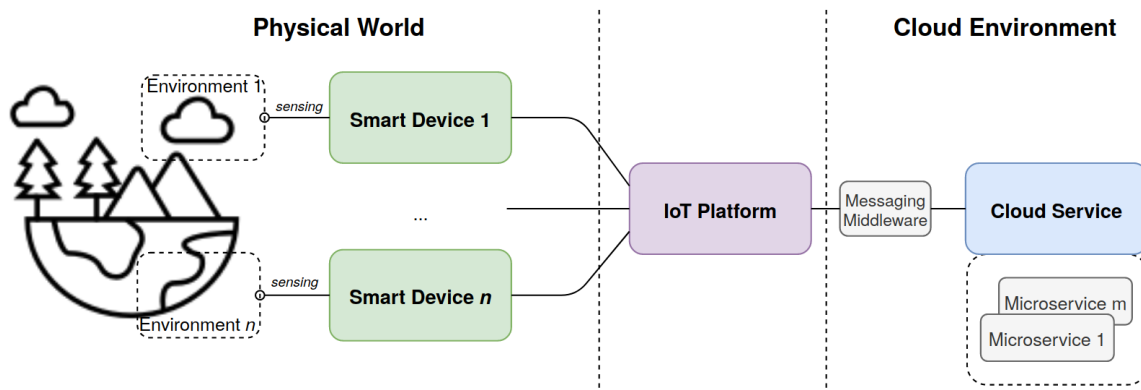 Physical World
Cloud Environment
Environment 1
sensing
Smart Device 1
...
IoT Platform
Messaging
Middleware
Cloud Service
Environment n
sensing
Smart Device n
Microservice m
Microservice 1